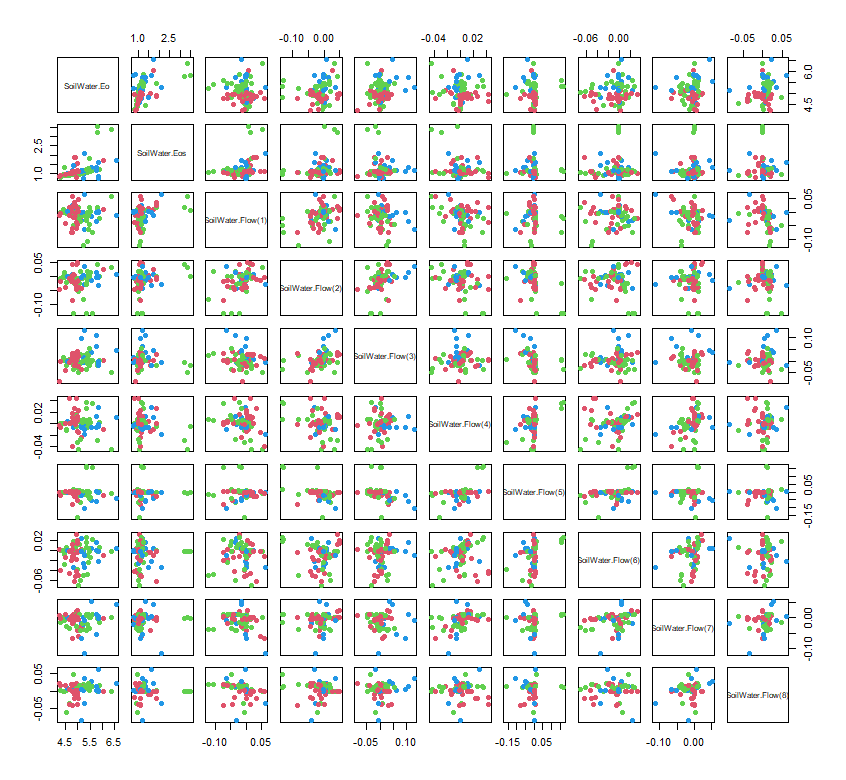 1.0 2.5 -0.10 0.00 -0.04 0.02 -0.06 0.00 -0.05 0.05
SoilWater.Eo 4.5 6.0
1.0 2.5 SoilWater.Eos
SoilWater.Flow(1) -0.10 0.05
-0.10 0.05 SoilWater.Flow(2)
SoilWater.Flow(3) -0.05 0.10
-0.04 0.02 SoilWater.Flow(4)
SoilWater.Flow(5) -0.15 0.05
-0.06 0.02 SoilWater.Flow(6)
SoilWater.Flow(7) -0.10 0.00
-0.05 0.05 SoilWater.Flow(8)
4.5 5.5 6.5 -0.10 0.05 -0.05 0.10 -0.15 0.05 -0.10 0.00